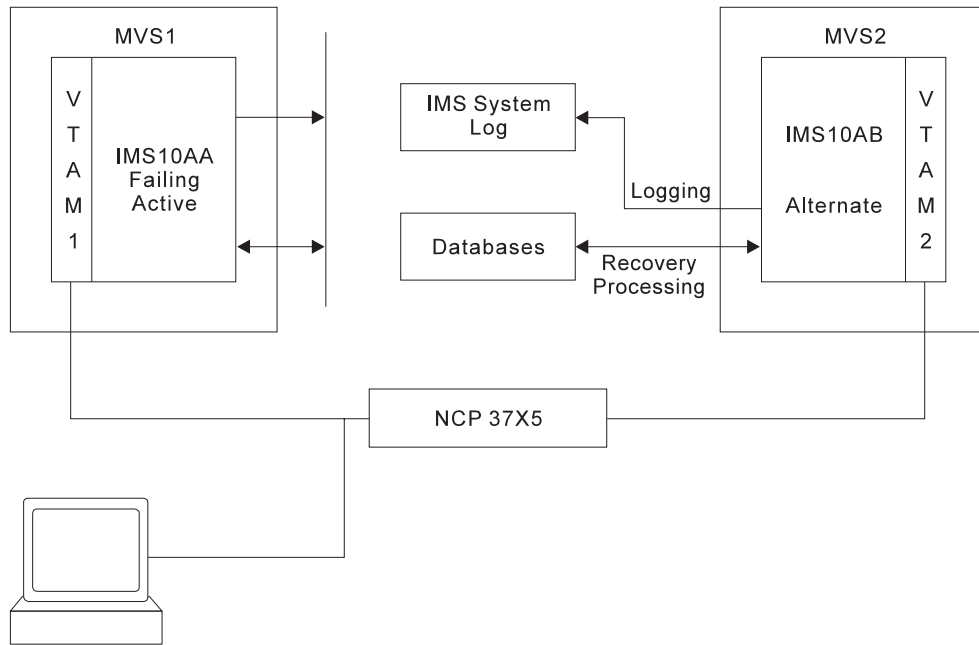 MVS1
V
T
A
M
1
IMS10AA
Failing
Active
IMS System
Log
Databases
Logging
Recovery
Processing
MVS2
IMS10AB
Alternate
V
T
A
M
2
NCP 37X5